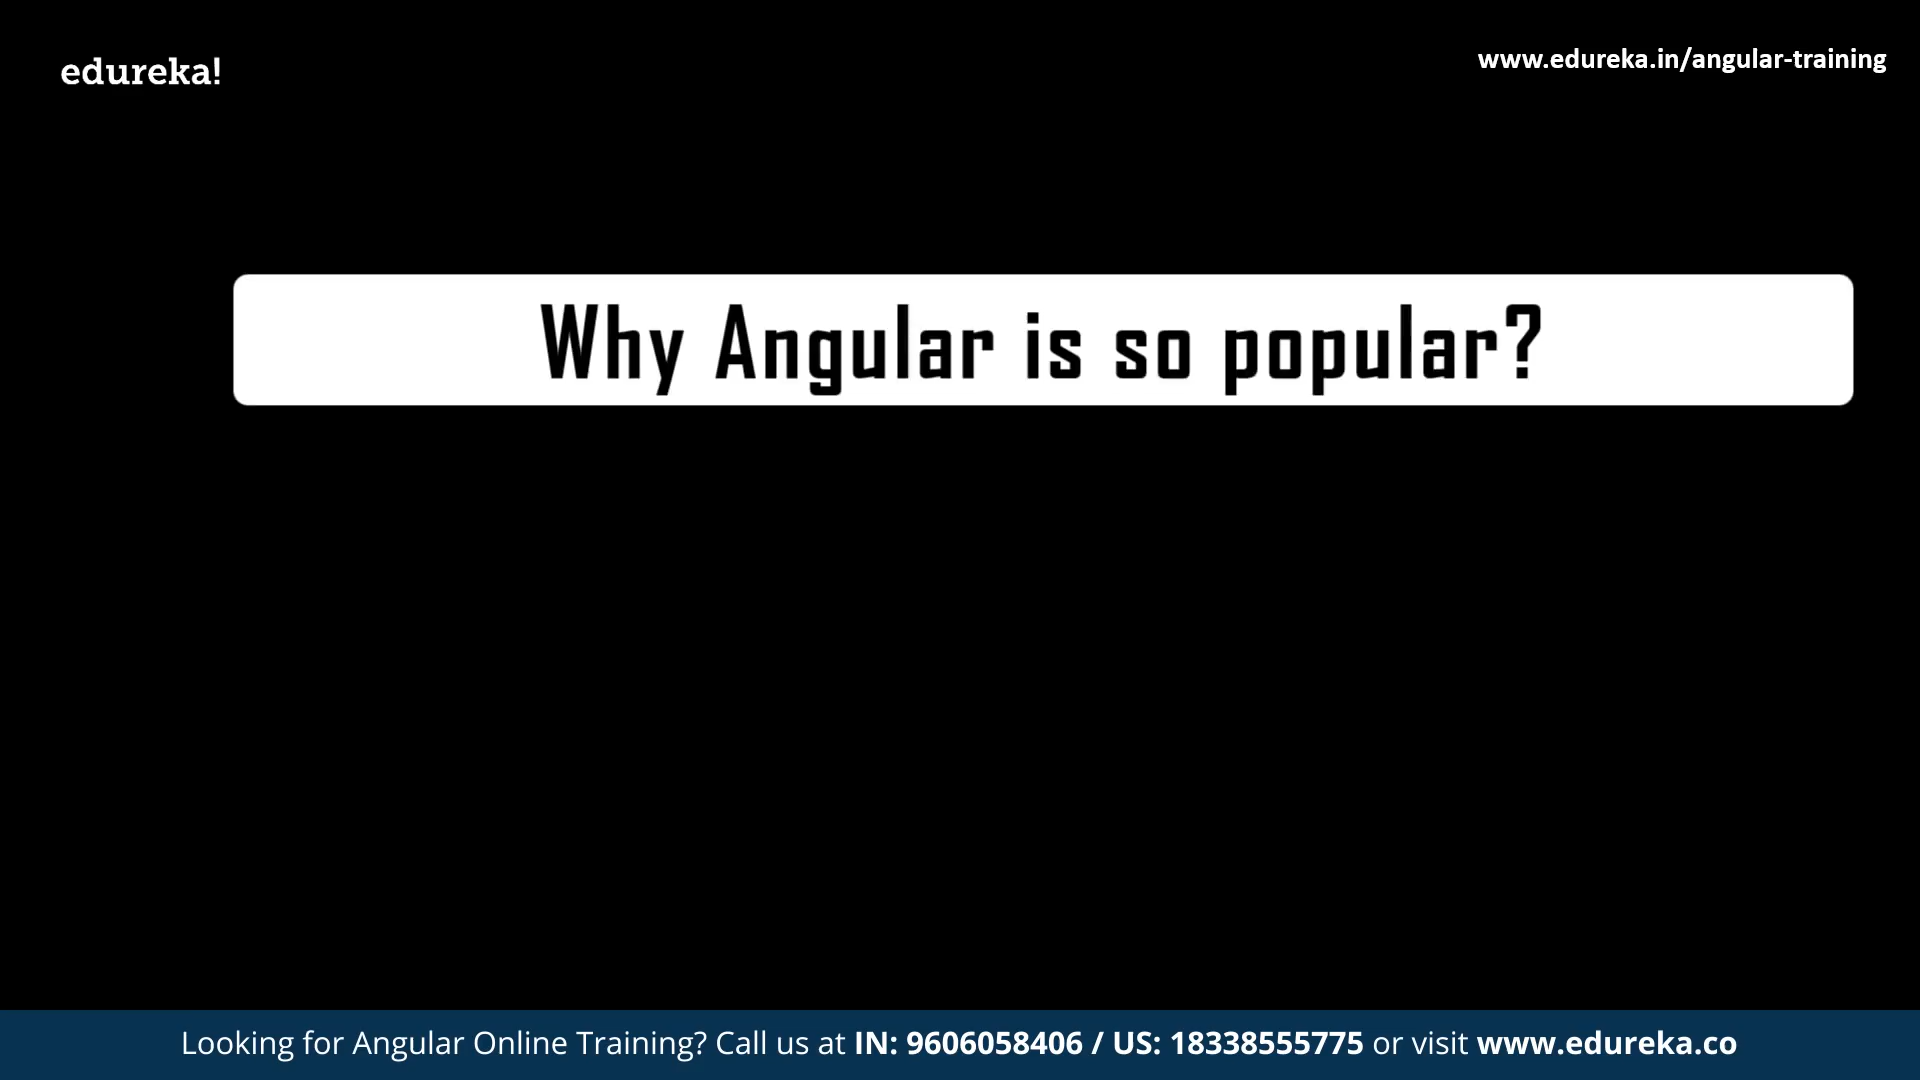 edureka!
www.edureka.in/angular-training
Why Angular is so popular?
Looking for Angular Online Training? Call us at IN: 9606058406 / US: 18338555775 or visit www.edureka.co